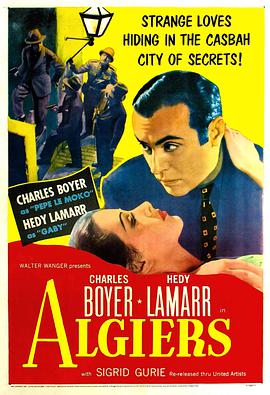 STRANGE LOVES
HIDING IN THE CASBAH
CITY OF SECRETS!
CHARLES BOYER
as "PEPE LE MOKO"
HEDY LAMARR
as "GABY"
WALTER WANGER presents
CHARLES HEDY
BOYER ★ LAMARR
in
ALGIERS
with SIGRID GURIE Re-released thru United Artists